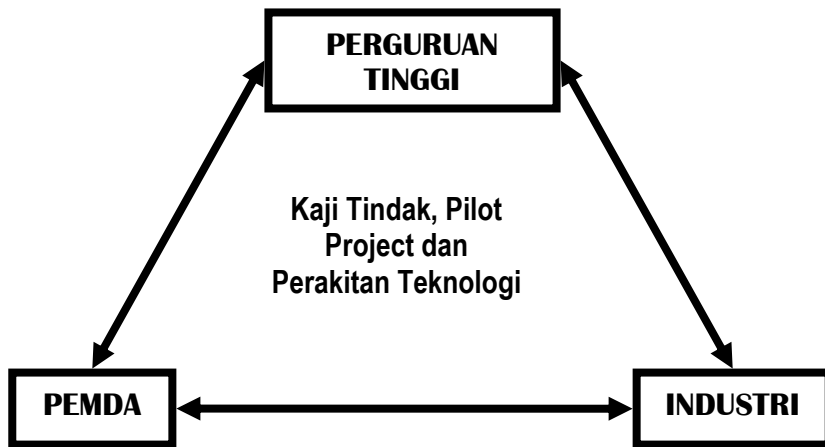 PERGURUAN
TINGGI
Kaji Tindak, Pilot
Project dan
Perakitan Teknologi
PEMDA
INDUSTRI